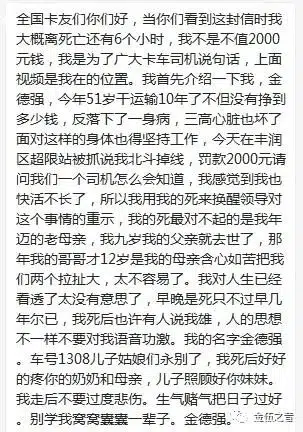 全国卡友们你们好，当你们看到这封信时我
大概离死亡还有6个小时，我不是不值2000
元钱，我是为了广大卡车司机说句话，上面
视频是我在的位置。我首先介绍一下我，金
德强，今年51岁干运输10年了不但没有挣到
多少钱，反落下了一身病，三高心脏也坏了
面对这样的身体也得坚持工作，今天在丰润
区超限站被抓说我北斗掉线，罚款2000元请
问我们一个司机怎么会知道，我感觉到我也
快活不长了，所以我用我的死来换醒领导对
这个事情的重示，我的死最对不起的是我年
迈的老母亲，我九岁我的父亲就去世了，那
年我的哥哥才12岁是我的母亲含心如苦把我
们两个拉扯大，太不容易了。我对人生已经
看透了太没有意思了，早晚是死只不过早几
年尔已，我死后也许有人说我雄，人的思想
不一样不要对我语音功激。我的名字金德
强。车号1308儿子姑娘们永别了，我死后好好
的疼你的奶奶和母亲，儿子照顾好你妹妹。
我走后不要过度悲伤。生气赌气把日子过好。
别学我窝窝囊囊一辈子。金德强。
金伍之音